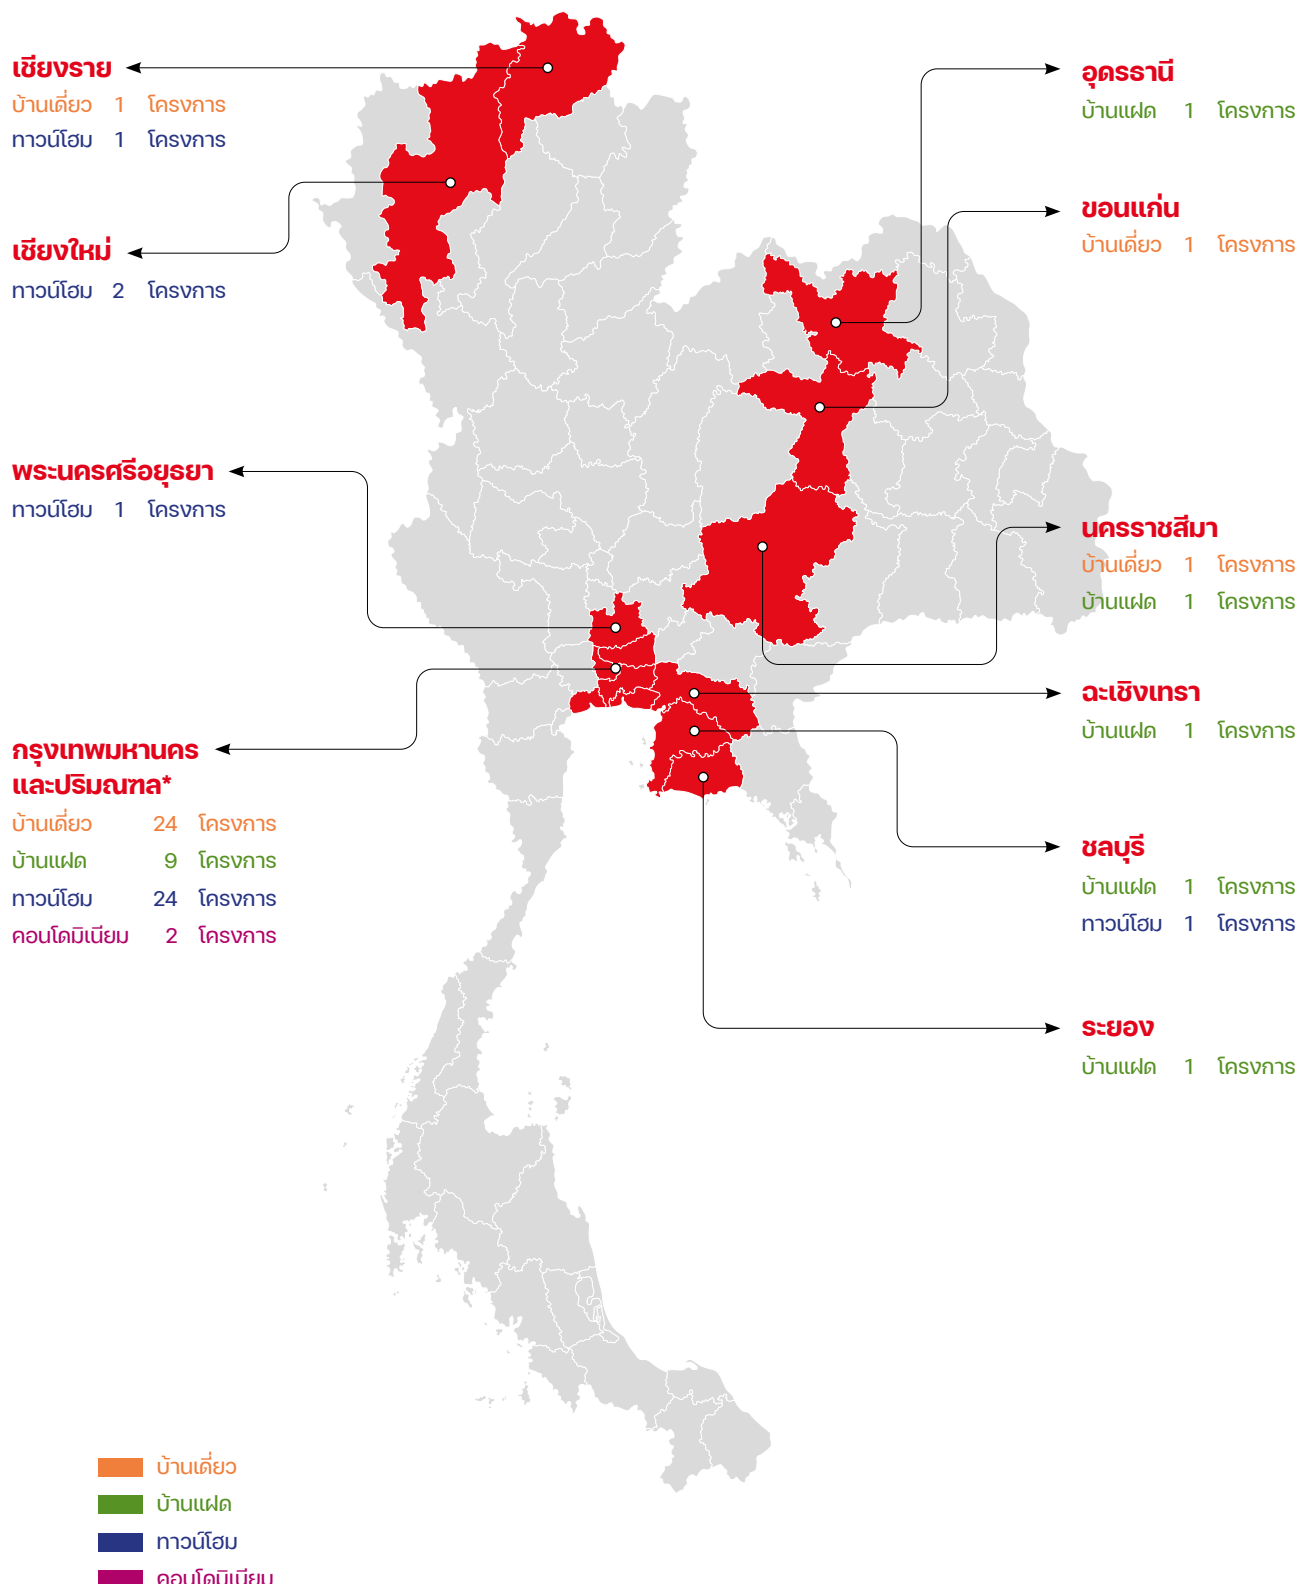 เชียงราย
บ้านเดี่ยว 1 โครงการ
ทาวน์โฮม 1 โครงการ
เชียงใหม่
ทาวน์โฮม 2 โครงการ
พระนครศรีอยุธยา
ทาวน์โฮม 1 โครงการ
กรุงเทพมหานคร
และปริมณฑล*
บ้านเดี่ยว 24 โครงการ
บ้านแฝด 9 โครงการ
ทาวน์โฮม 24 โครงการ
คอนโดมิเนียม 2 โครงการ
อุดรธานี
บ้านแฝด 1 โครงการ
ขอนแก่น
บ้านเดี่ยว 1 โครงการ
นครราชสีมา
บ้านเดี่ยว 1 โครงการ
บ้านแฝด 1 โครงการ
ฉะเชิงเทรา
บ้านแฝด 1 โครงการ
ชลบุรี
บ้านแฝด 1 โครงการ
ทาวน์โฮม 1 โครงการ
ระยอง
บ้านแฝด 1 โครงการ
บ้านเดี่ยว
บ้านแฝด
ทาวน์โฮม
คอนโดมิเนียม